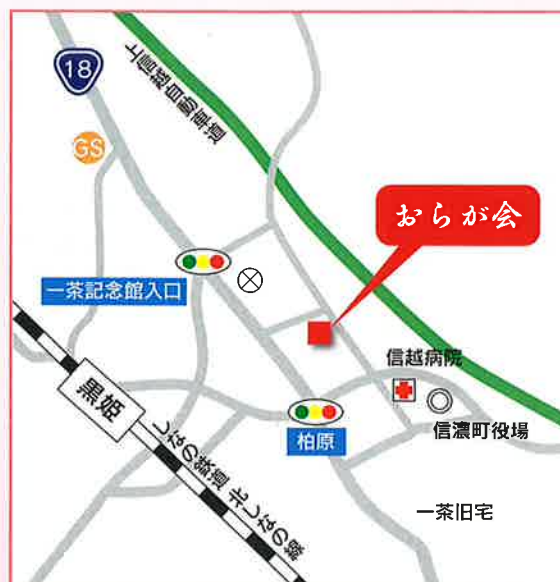 18
上信越自動車道
GS
おらが会
一茶記念館入口
信越病院
黒姫
柏原
信濃町役場
しなの鉄道 北しなの線
一茶旧宅